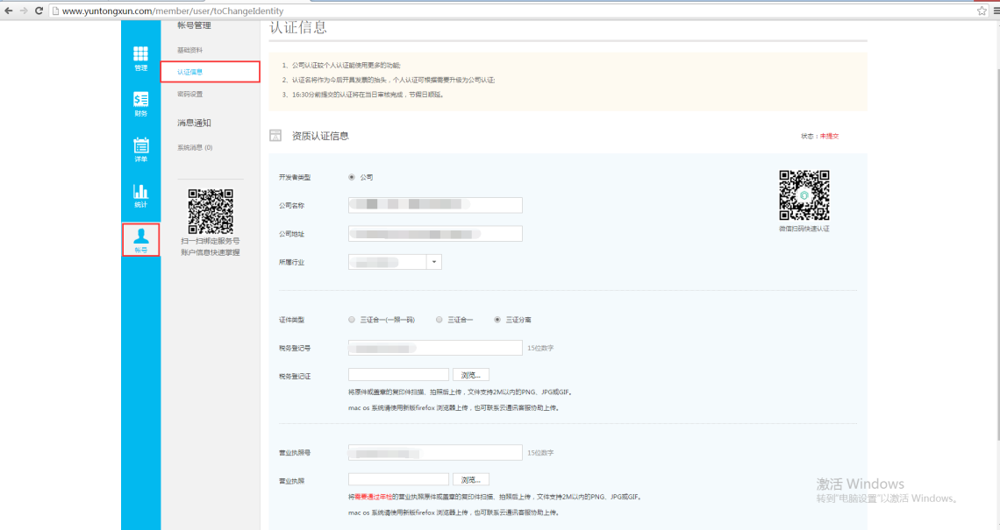 www.yuntongxun.com/member/user/toChangeIdentity
管理
财务
详单
统计
帐号
帐号管理
基础资料
认证信息
密码设置
消息通知
系统消息 (0)
扫一扫绑定服务号
账户信息快速掌握
认证信息
1、公司认证较个人认证能使用更多的功能;
2、认证名将作为今后开具发票的抬头，个人认证可根据需要升级为公司认证;
3、16:30分前提交的认证将在当日审核完成，节假日顺延。
资质认证信息
状态：未提交
开发者类型
公司
公司名称
公司地址
所属行业
微信扫码快速认证
证件类型
三证合一(一照一码)
三证合一
三证分离
税务登记号
15位数字
税务登记证
浏览...
将原件或盖章的复印件扫描、拍照后上传，文件支持2M以内的PNG、JPG或GIF。
mac os 系统请使用新版firefox 浏览器上传，也可联系云通讯客服协助上传。
营业执照号
15位数字
营业执照
浏览...
将需要通过年检的营业执照原件或盖章的复印件扫描、拍照后上传，文件支持2M以内的PNG、JPG或GIF。
mac os 系统请使用新版firefox 浏览器上传，也可联系云通讯客服协助上传。
激活 Windows
转到"电脑设置"以激活 Windows。